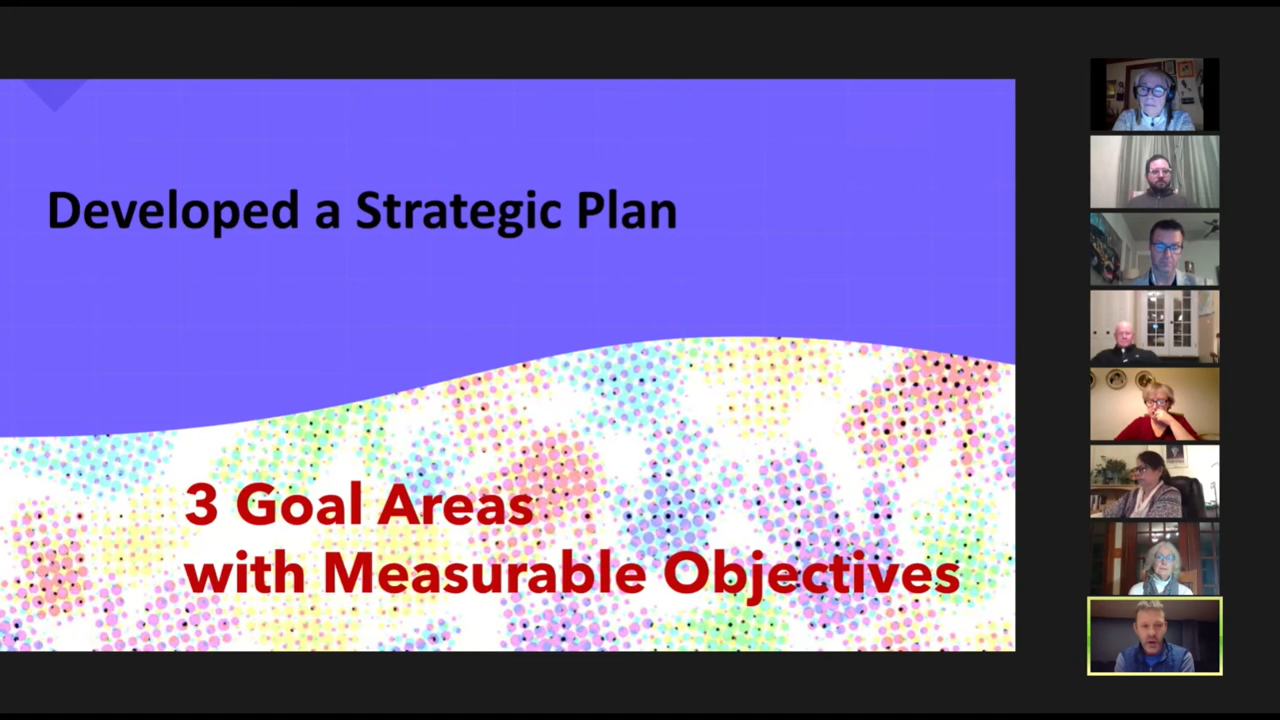 Developed a Strategic Plan
3 Goal Areas
with Measurable Objectives